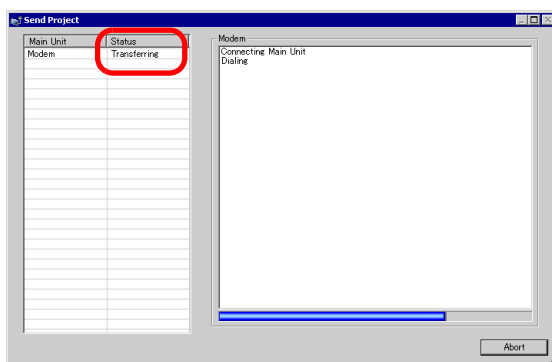 Send Project
Main Unit Status
Modem Transferring
Modem
Connecting Main Unit
Dialing
Abort